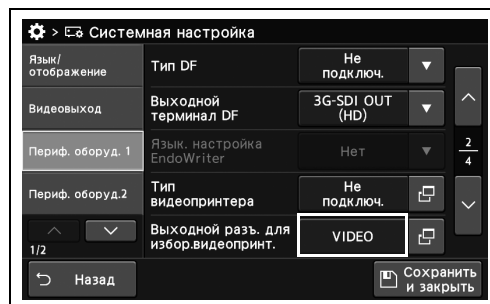 > Системная настройка
Язык/
отображение
Видеовыход
Периф. оборуд. 1
Периф. оборуд.2
1/2
Тип DF
Не
подключ.
Выходной
терминал DF
3G-SDI OUT
(HD)
Язык. настройка
EndoWriter
Нет
Тип
видеопринтера
Не
подключ.
Выходной разъ. для
избор.видеопринт.
VIDEO
2
4
Назад
Сохранить
и закрыть